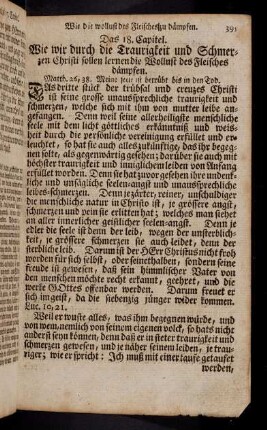 Wie die wollust des Fleisches zu dämpfen. 391
Das 18. Capitel.
Wie wir durch die Traurigkeit und Schmer-
zen Christi sollen lernen die Wollust des Fleisches
dämpfen.
Matth. 26, 38. Meine seele ist betrübt bis in den Tod.
Das dritte stück der trübsal und creuzes Christi
ist seine grosse unaussprechliche traurigkeit und
schmerzen, welche sich mit ihm von mutter leibe an-
gefangen. Denn weil seine allerheiligste menschliche
seele mit dem licht göttliches erkänntniß und weis-
heit durch die persönliche vereinigung erfüllet und er-
leuchtet, so hat sie auch alles zukünftige, das ihr begeg-
nen solte, als gegenwärtig gesehen; darüber sie auch mit
höchster traurigkeit und innerlichem leiden von Anfang
erfüllet worden. Denn sie hat zuvor gesehen ihre unend-
liche und unsägliche seelen-angst und unaussprechliche
leibes-schmerzen. Denn je zärter, reiner, unschuldiger
die menschliche natur in Christo ist, je grössere angst,
schmerzen und pein sie erlitten hat; welches man siehet
an aller innerlicher geistlicher seelen-angst. Denn je
edler die seele ist denn der leib, wegen der unsterblich-
keit, je grössere schmerzen sie auch leidet, denn der
sterbliche leib. Darum ist der HErr Christus nicht froh
worden für sich selbst, oder seinethalben, sondern seine
freude ist gewesen, daß sein himmlischer Vater von
den menschen möchte recht erkannt, geehret, und die
werke GOttes offenbar werden. Darum freuet er
sich im geist, da die siebenzig jünger wider kommen.
Luc. 10, 21.
Weil er wuste alles, was ihm begegnen würde, und
von wem, nemlich von seinem eigenen volck, so hats nicht
anderst seyn können, denn daß er in steter traurigkeit und
schmerzen gewesen, und je näher seinem leiden, je trau-
riger; wie er spricht: Ich muß mit einer taufe getaufet
werden,